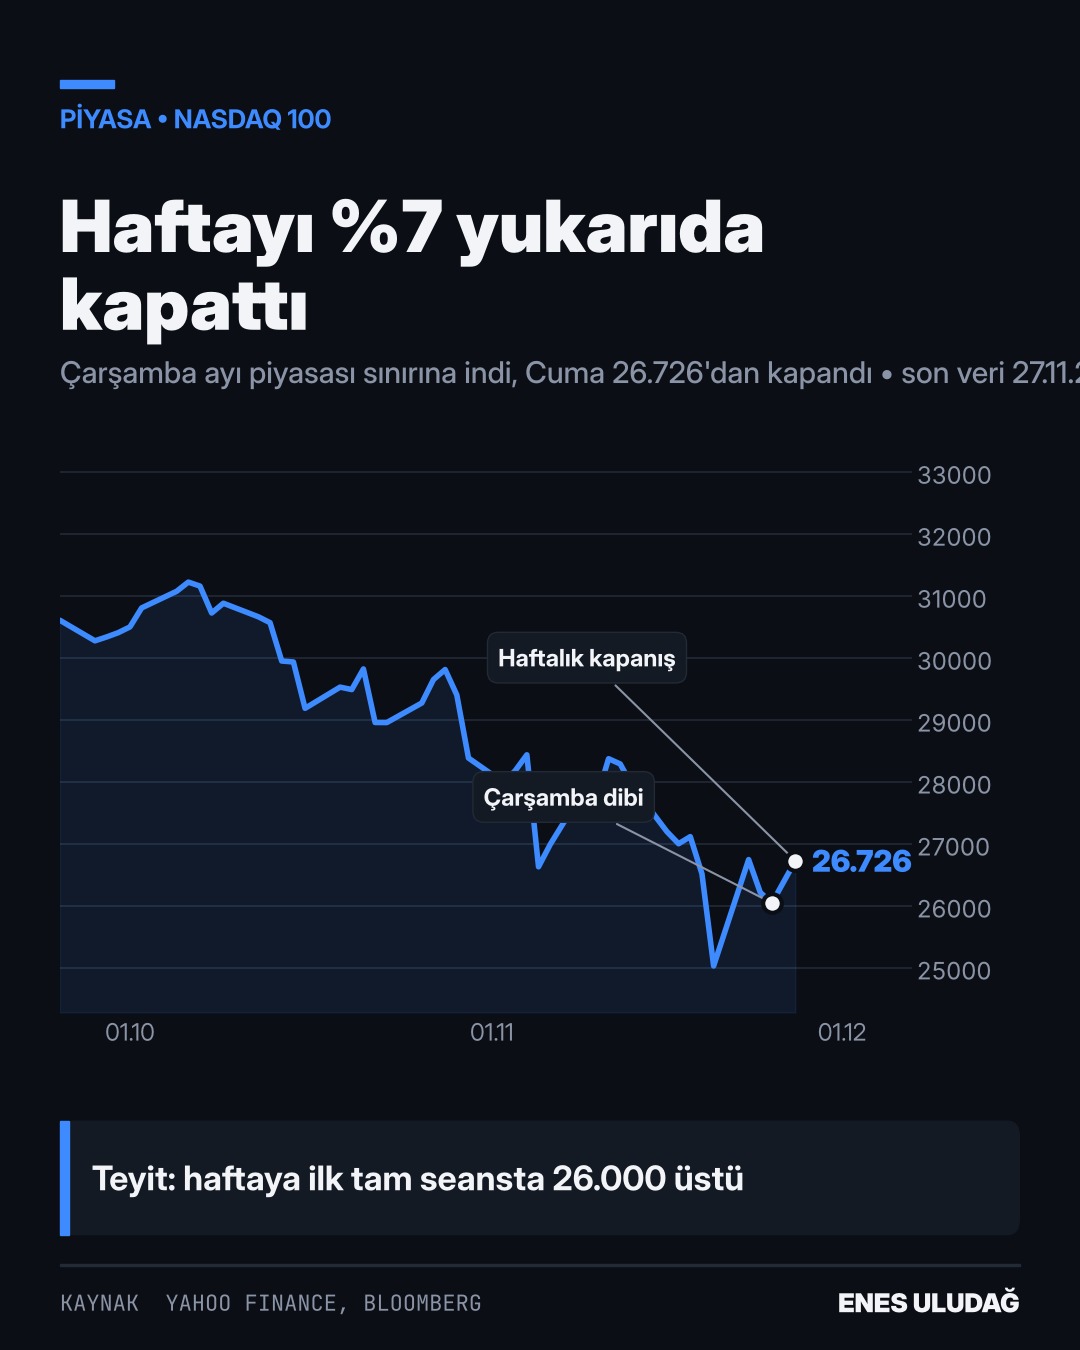 PİYASA • NASDAQ 100
Haftayı %7 yukarıda
kapattı
Çarşamba ayı piyasası sınırına indi, Cuma 26.726'dan kapandı • son veri 27.11.2
33000
32000
31000
30000
29000
28000
27000
26000
25000
Haftalık kapanış
Çarşamba dibi
26.726
01.10
01.11
01.12
Teyit: haftaya ilk tam seansta 26.000 üstü
KAYNAK YAHOO FINANCE, BLOOMBERG
ENES ULUDAĞ